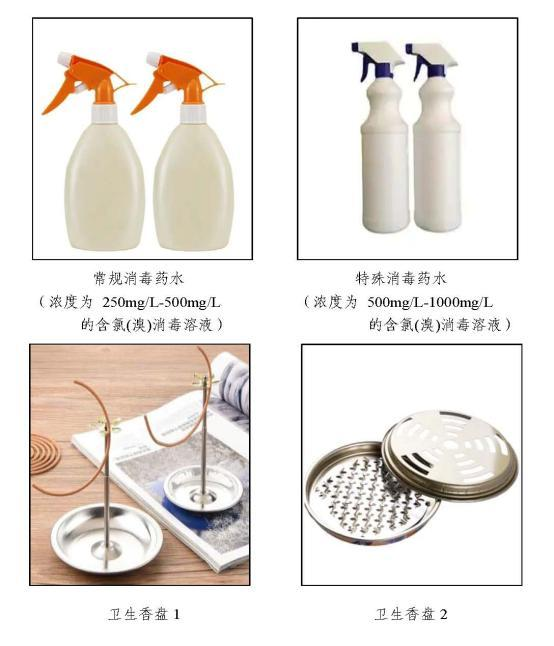 常规消毒药水
（浓度为 250mg/L-500mg/L
的含氯(溴)消毒溶液）
特殊消毒药水
（浓度为 500mg/L-1000mg/L
的含氯(溴)消毒溶液）
卫生香盘 1
卫生香盘 2